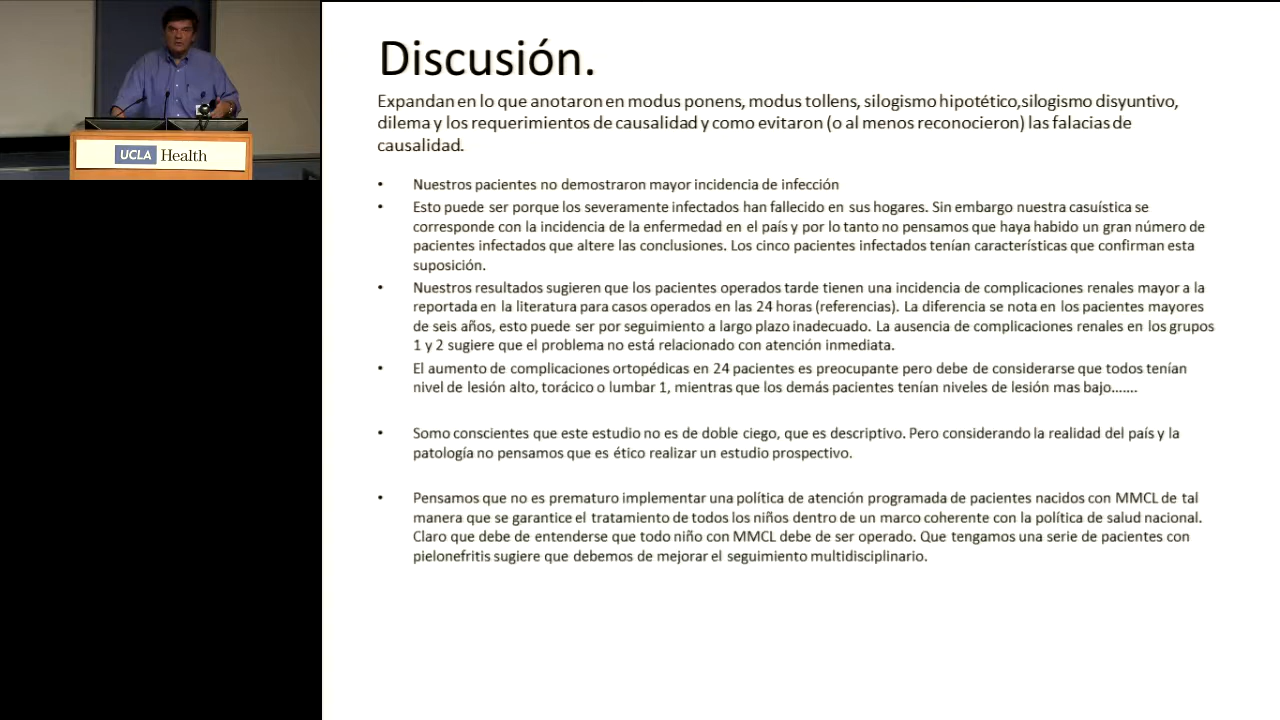 UCLA Health
Discusión.
Expandan en lo que anotaron en modus ponens, modus tollens, silogismo hipotético,silogismo disyuntivo,
dilema y los requerimientos de causalidad y como evitaron (o al menos reconocieron) las falacias de
causalidad.
• Nuestros pacientes no demostraron mayor incidencia de infección
• Esto puede ser porque los severamente infectados han fallecido en sus hogares. Sin embargo nuestra casuística se
corresponde con la incidencia de la enfermedad en el país y por lo tanto no pensamos que haya habido un gran número de
pacientes infectados que altere las conclusiones. Los cinco pacientes infectados tenían características que confirman esta
suposición.
• Nuestros resultados sugieren que los pacientes operados tarde tienen una incidencia de complicaciones renales mayor a la
reportada en la literatura para casos operados en las 24 horas (referencias). La diferencia se nota en los pacientes mayores
de seis años, esto puede ser por seguimiento a largo plazo inadecuado. La ausencia de complicaciones renales en los grupos
1 y 2 sugiere que el problema no está relacionado con atención inmediata.
• El aumento de complicaciones ortopédicas en 24 pacientes es preocupante pero debe de considerarse que todos tenían
nivel de lesión alto, torácico o lumbar 1, mientras que los demás pacientes tenían niveles de lesión mas bajo.......
• Somo conscientes que este estudio no es de doble ciego, que es descriptivo. Pero considerando la realidad del país y la
patología no pensamos que es ético realizar un estudio prospectivo.
• Pensamos que no es prematuro implementar una política de atención programada de pacientes nacidos con MMCL de tal
manera que se garantice el tratamiento de todos los niños dentro de un marco coherente con la política de salud nacional.
Claro que debe de entenderse que todo niño con MMCL debe de ser operado. Que tengamos una serie de pacientes con
pielonefritis sugiere que debemos de mejorar el seguimiento multidisciplinario.